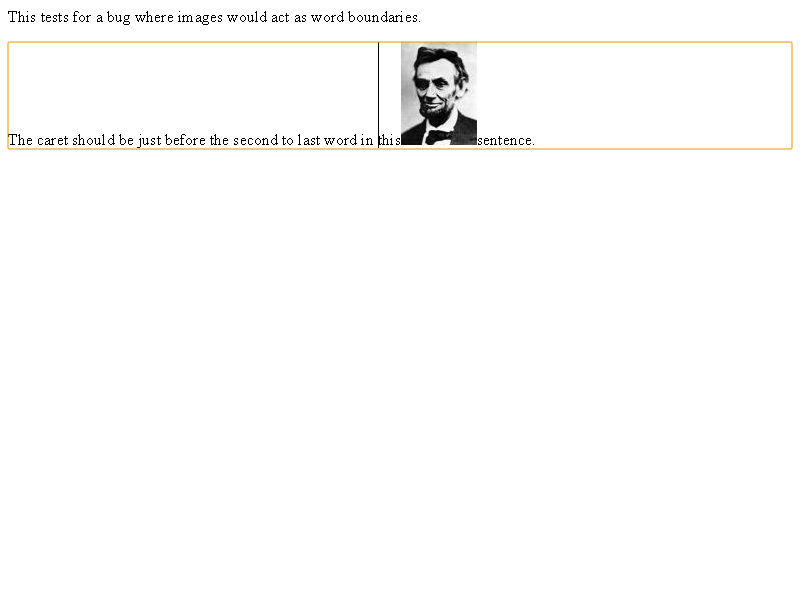 This tests for a bug where images would act as word boundaries.
The caret should be just before the second to last word in this sentence.